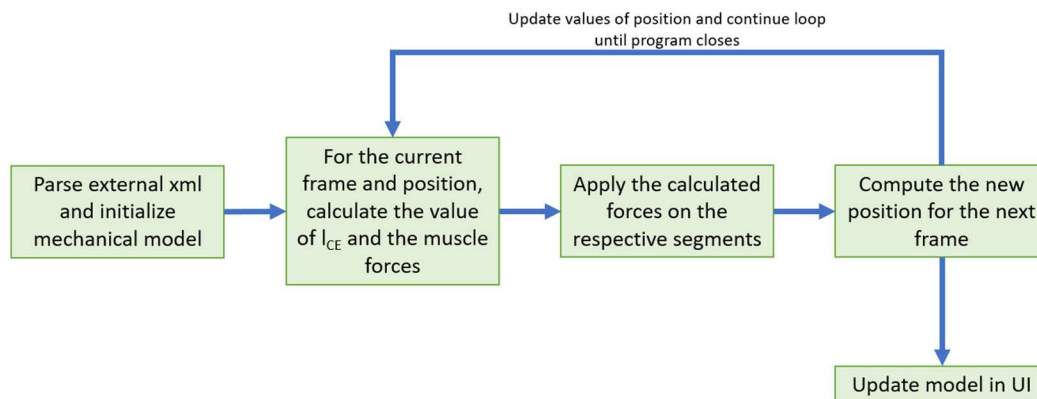 Update values of position and continue loop
until program closes
Parse external xml
and initialize
mechanical model
For the current
frame and position,
calculate the value
of l_CE and the muscle
forces
Apply the calculated
forces on the
respective segments
Compute the new
position for the next
frame
Update model in UI